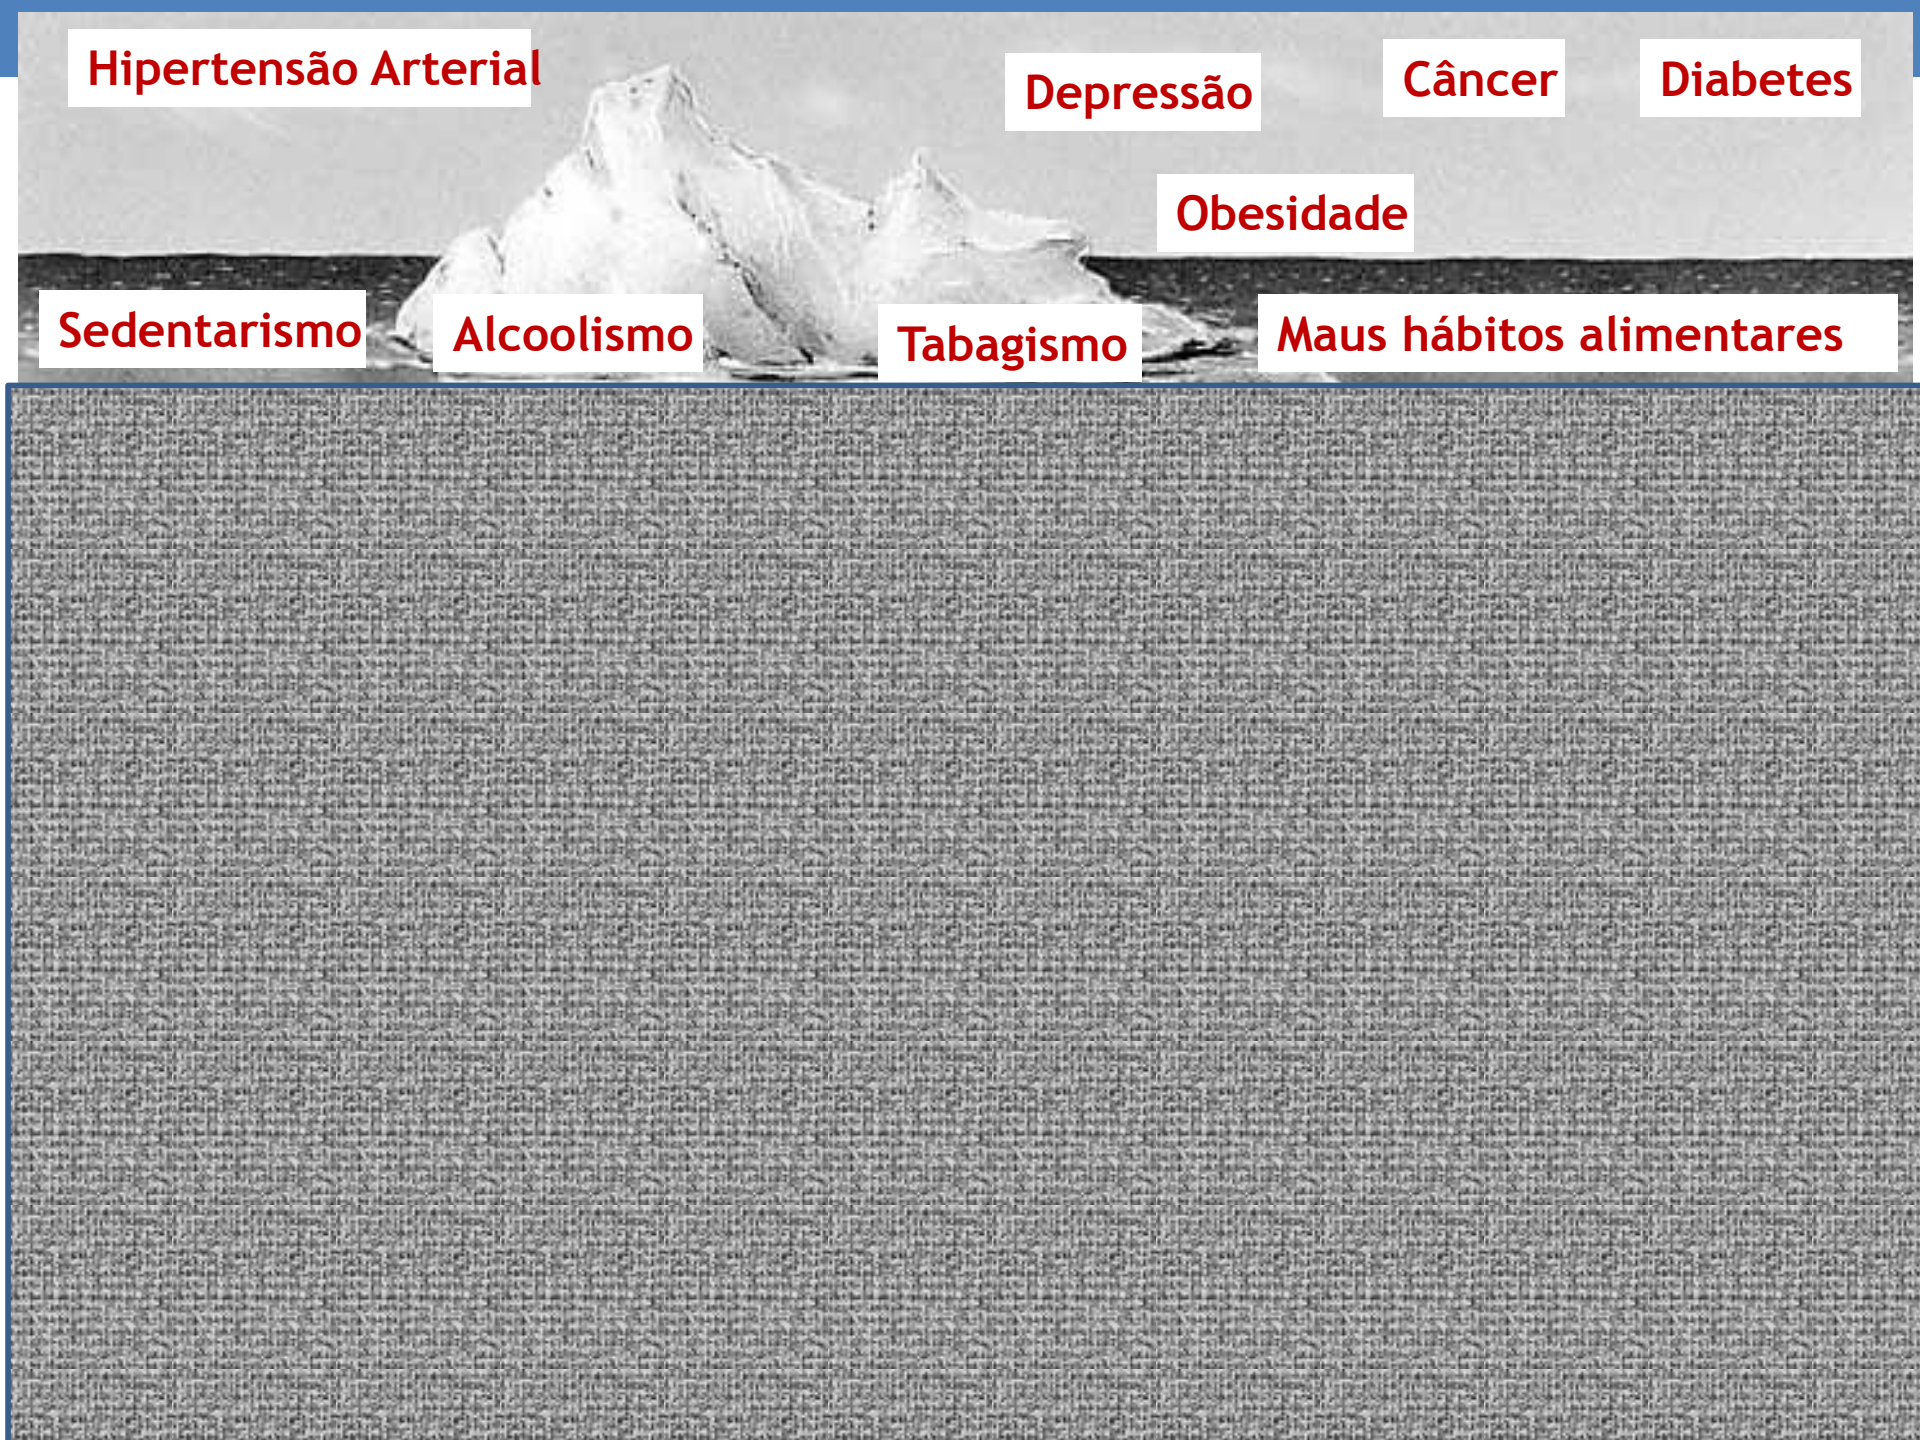 Hipertensão Arterial
Depressão
Câncer
Diabetes
Obesidade
Sedentarismo
Alcoolismo
Tabagismo
Maus hábitos alimentares